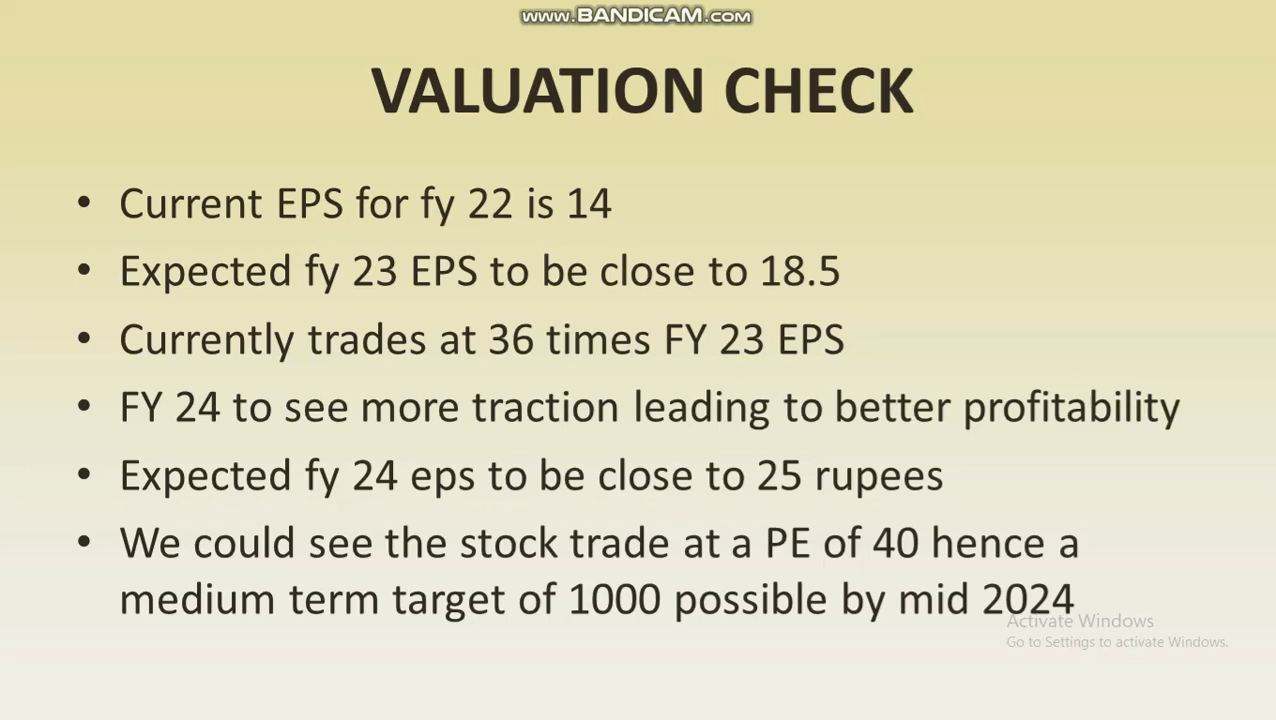 www.BANDICAM.com
VALUATION CHECK
• Current EPS for fy 22 is 14
• Expected fy 23 EPS to be close to 18.5
• Currently trades at 36 times FY 23 EPS
• FY 24 to see more traction leading to better profitability
• Expected fy 24 eps to be close to 25 rupees
• We could see the stock trade at a PE of 40 hence a
medium term target of 1000 possible by mid 2024
Activate Windows
Go to Settings to activate Windows.